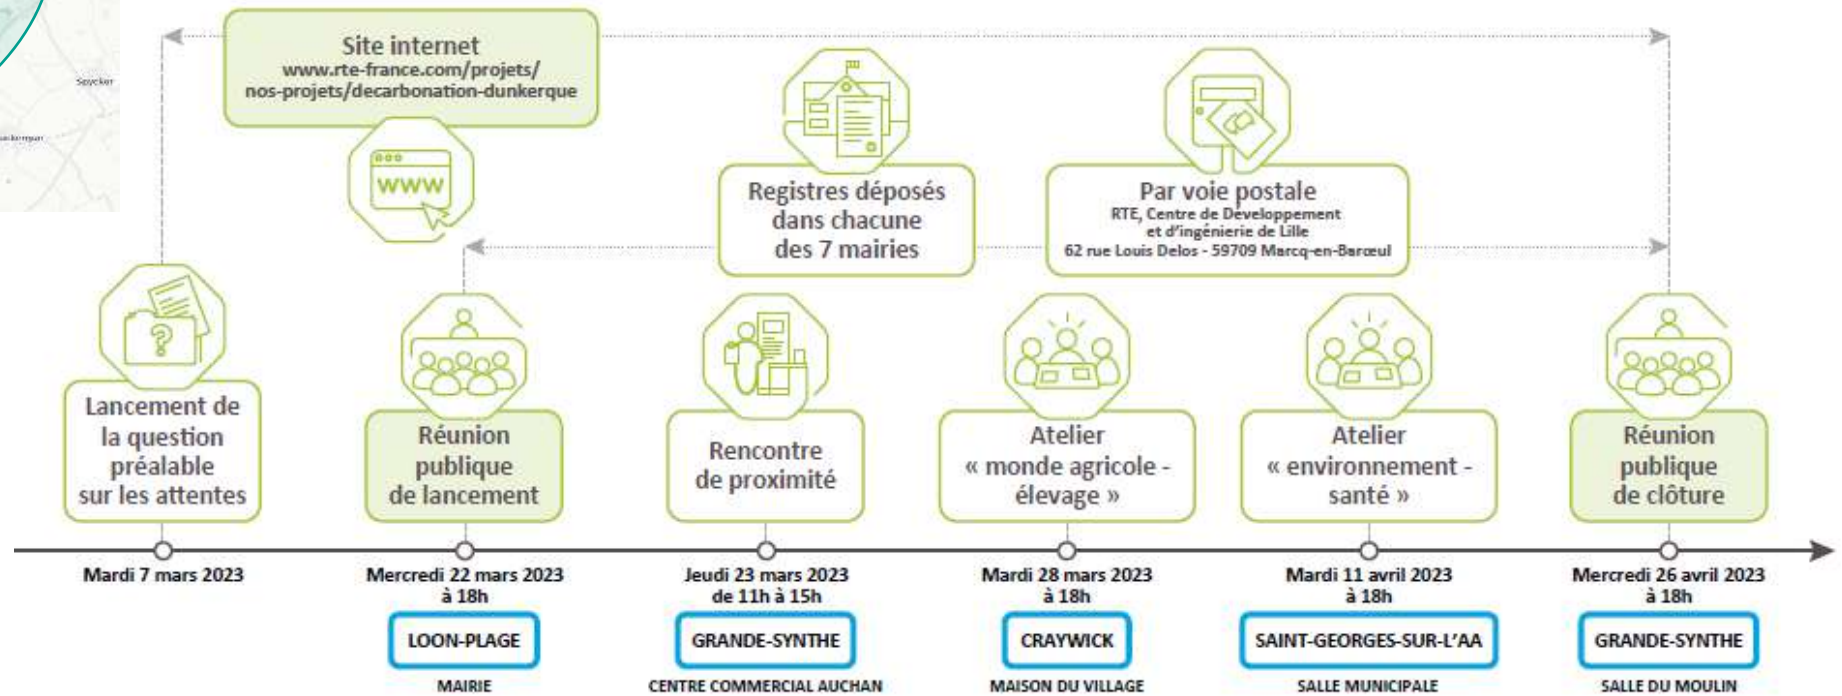 Spycker
Site internet
www.rte-france.com/projets/
nos-projets/decarbonation-dunkerque
www
Registres déposés
dans chacune
des 7 mairies
Par voie postale
RTE, Centre de Développement
et d'ingénierie de Lille
62 rue Louis Delos - 59709 Marcq-en-Barœul
?
Lancement de
la question
préalable
sur les attentes
Réunion
publique
de lancement
Rencontre
de proximité
Atelier
« monde agricole -
élevage »
Atelier
« environnement -
santé »
Réunion
publique
de clôture
Mardi 7 mars 2023
Mercredi 22 mars 2023
à 18h
LOON-PLAGE
MAIRIE
Jeudi 23 mars 2023
de 11h à 15h
GRANDE-SYNTHE
CENTRE COMMERCIAL AUCHAN
Mardi 28 mars 2023
à 18h
CRAYWICK
MAISON DU VILLAGE
Mardi 11 avril 2023
à 18h
SAINT-GEORGES-SUR-L'AA
SALLE MUNICIPALE
Mercredi 26 avril 2023
à 18h
GRANDE-SYNTHE
SALLE DU MOULIN